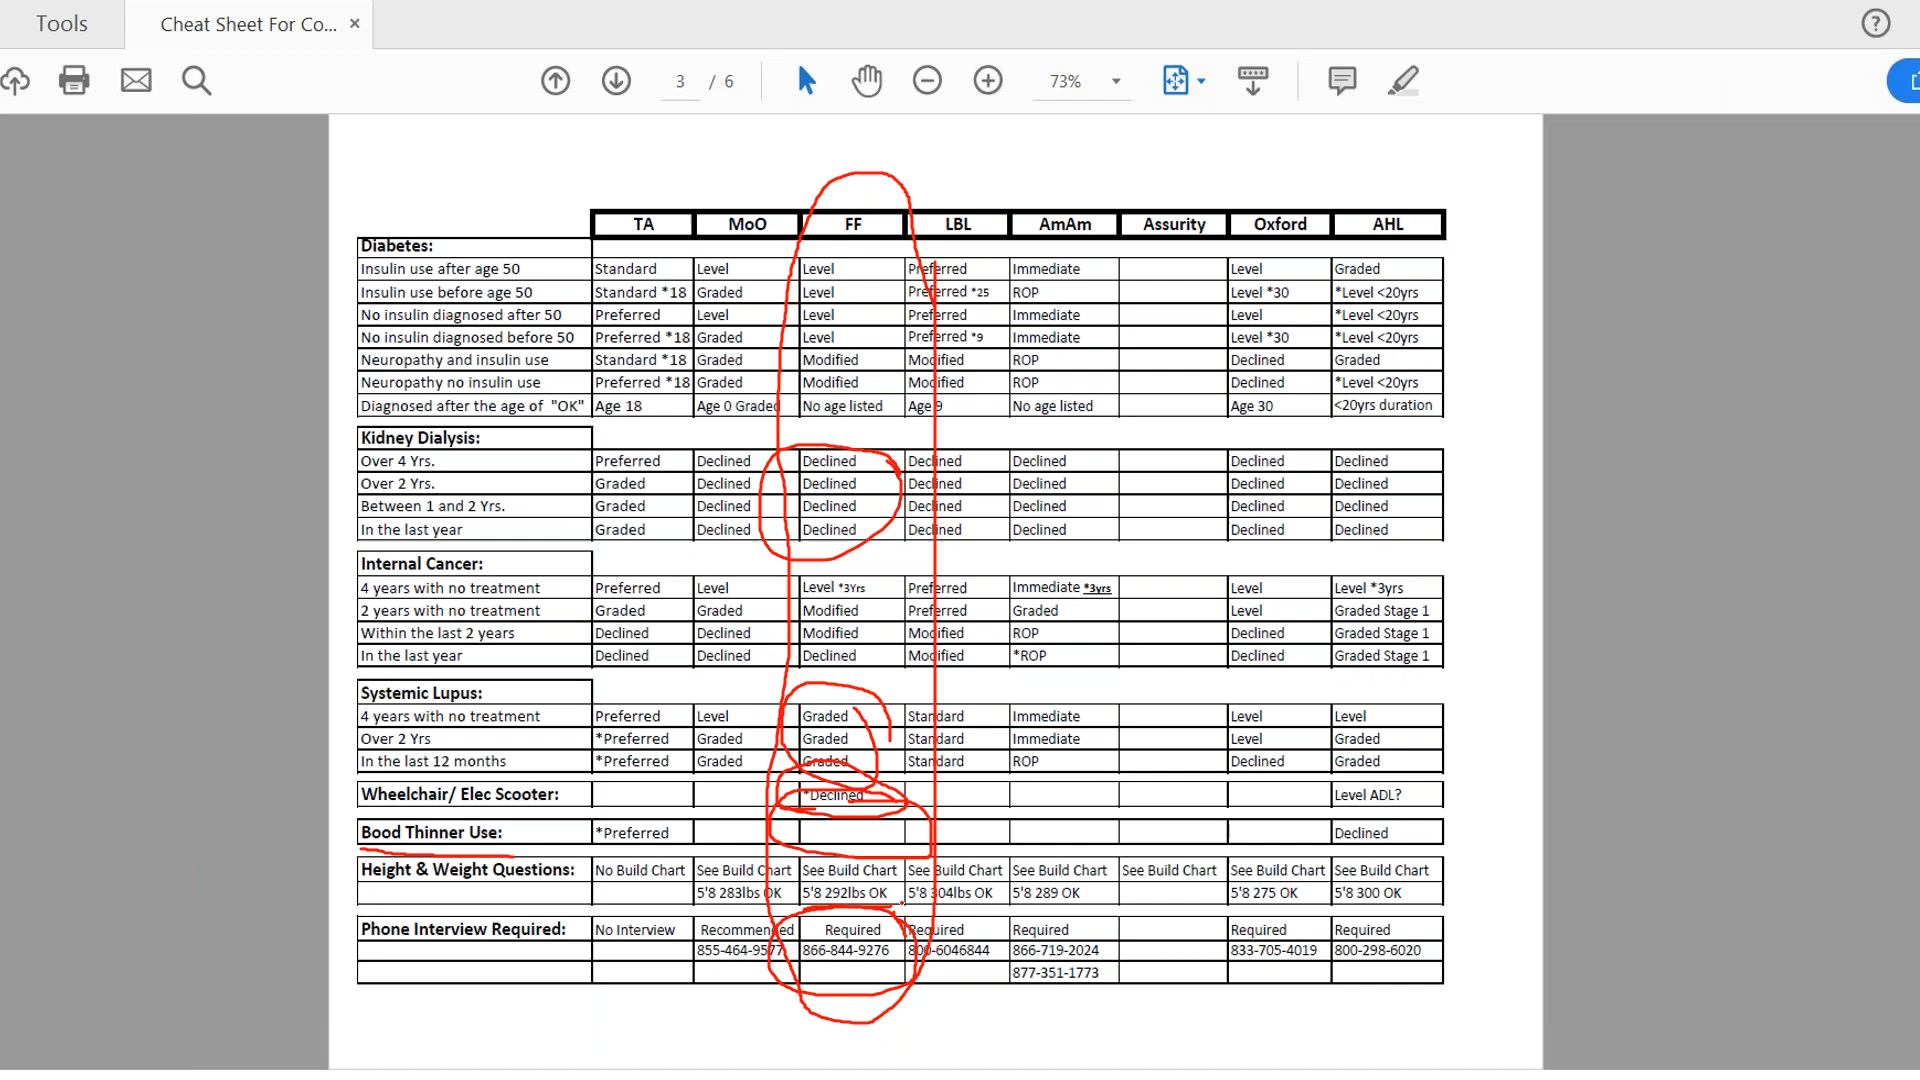 Tools Cheat Sheet For Co... × ?
3 / 6 73%
TA MoO FF LBL AmAm Assurity Oxford AHL
Diabetes:
Insulin use after age 50 Standard Level Level Preferred Immediate Level Graded
Insulin use before age 50 Standard *18 Graded Level Preferred *25 ROP Level *30 *Level <20yrs
No insulin diagnosed after 50 Preferred Level Level Preferred Immediate Level *Level <20yrs
No insulin diagnosed before 50 Preferred *18 Graded Level Preferred *9 Immediate Level *30 *Level <20yrs
Neuropathy and insulin use Standard *18 Graded Modified Modified ROP Declined Graded
Neuropathy no insulin use Preferred *18 Graded Modified Modified ROP Declined *Level <20yrs
Diagnosed after the age of "OK" Age 18 Age 0 Graded No age listed Age 9 No age listed Age 30 <20yrs duration
Kidney Dialysis:
Over 4 Yrs. Preferred Declined Declined Declined Declined Declined Declined
Over 2 Yrs. Graded Declined Declined Declined Declined Declined Declined
Between 1 and 2 Yrs. Graded Declined Declined Declined Declined Declined Declined
In the last year Graded Declined Declined Declined Declined Declined Declined
Internal Cancer:
4 years with no treatment Preferred Level Level *3Yrs Preferred Immediate *3yrs Level Level *3yrs
2 years with no treatment Graded Graded Modified Preferred Graded Level Graded Stage 1
Within the last 2 years Declined Declined Modified Modified ROP Declined Graded Stage 1
In the last year Declined Declined Declined Modified *ROP Declined Graded Stage 1
Systemic Lupus:
4 years with no treatment Preferred Level Graded Standard Immediate Level Level
Over 2 Yrs *Preferred Graded Graded Standard Immediate Level Graded
In the last 12 months *Preferred Graded Graded Standard ROP Declined Graded
Wheelchair/ Elec Scooter: *Declined Level ADL?
Bood Thinner Use: *Preferred Declined
Height & Weight Questions: No Build Chart See Build Chart See Build Chart See Build Chart See Build Chart See Build Chart See Build Chart See Build Chart
5'8 283lbs OK 5'8 292lbs OK 5'8 304lbs OK 5'8 289 OK 5'8 275 OK 5'8 300 OK
Phone Interview Required: No Interview Recommended Required Required Required Required Required
855-464-9577 866-844-9276 800-6046844 866-719-2024 833-705-4019 800-298-6020
877-351-1773